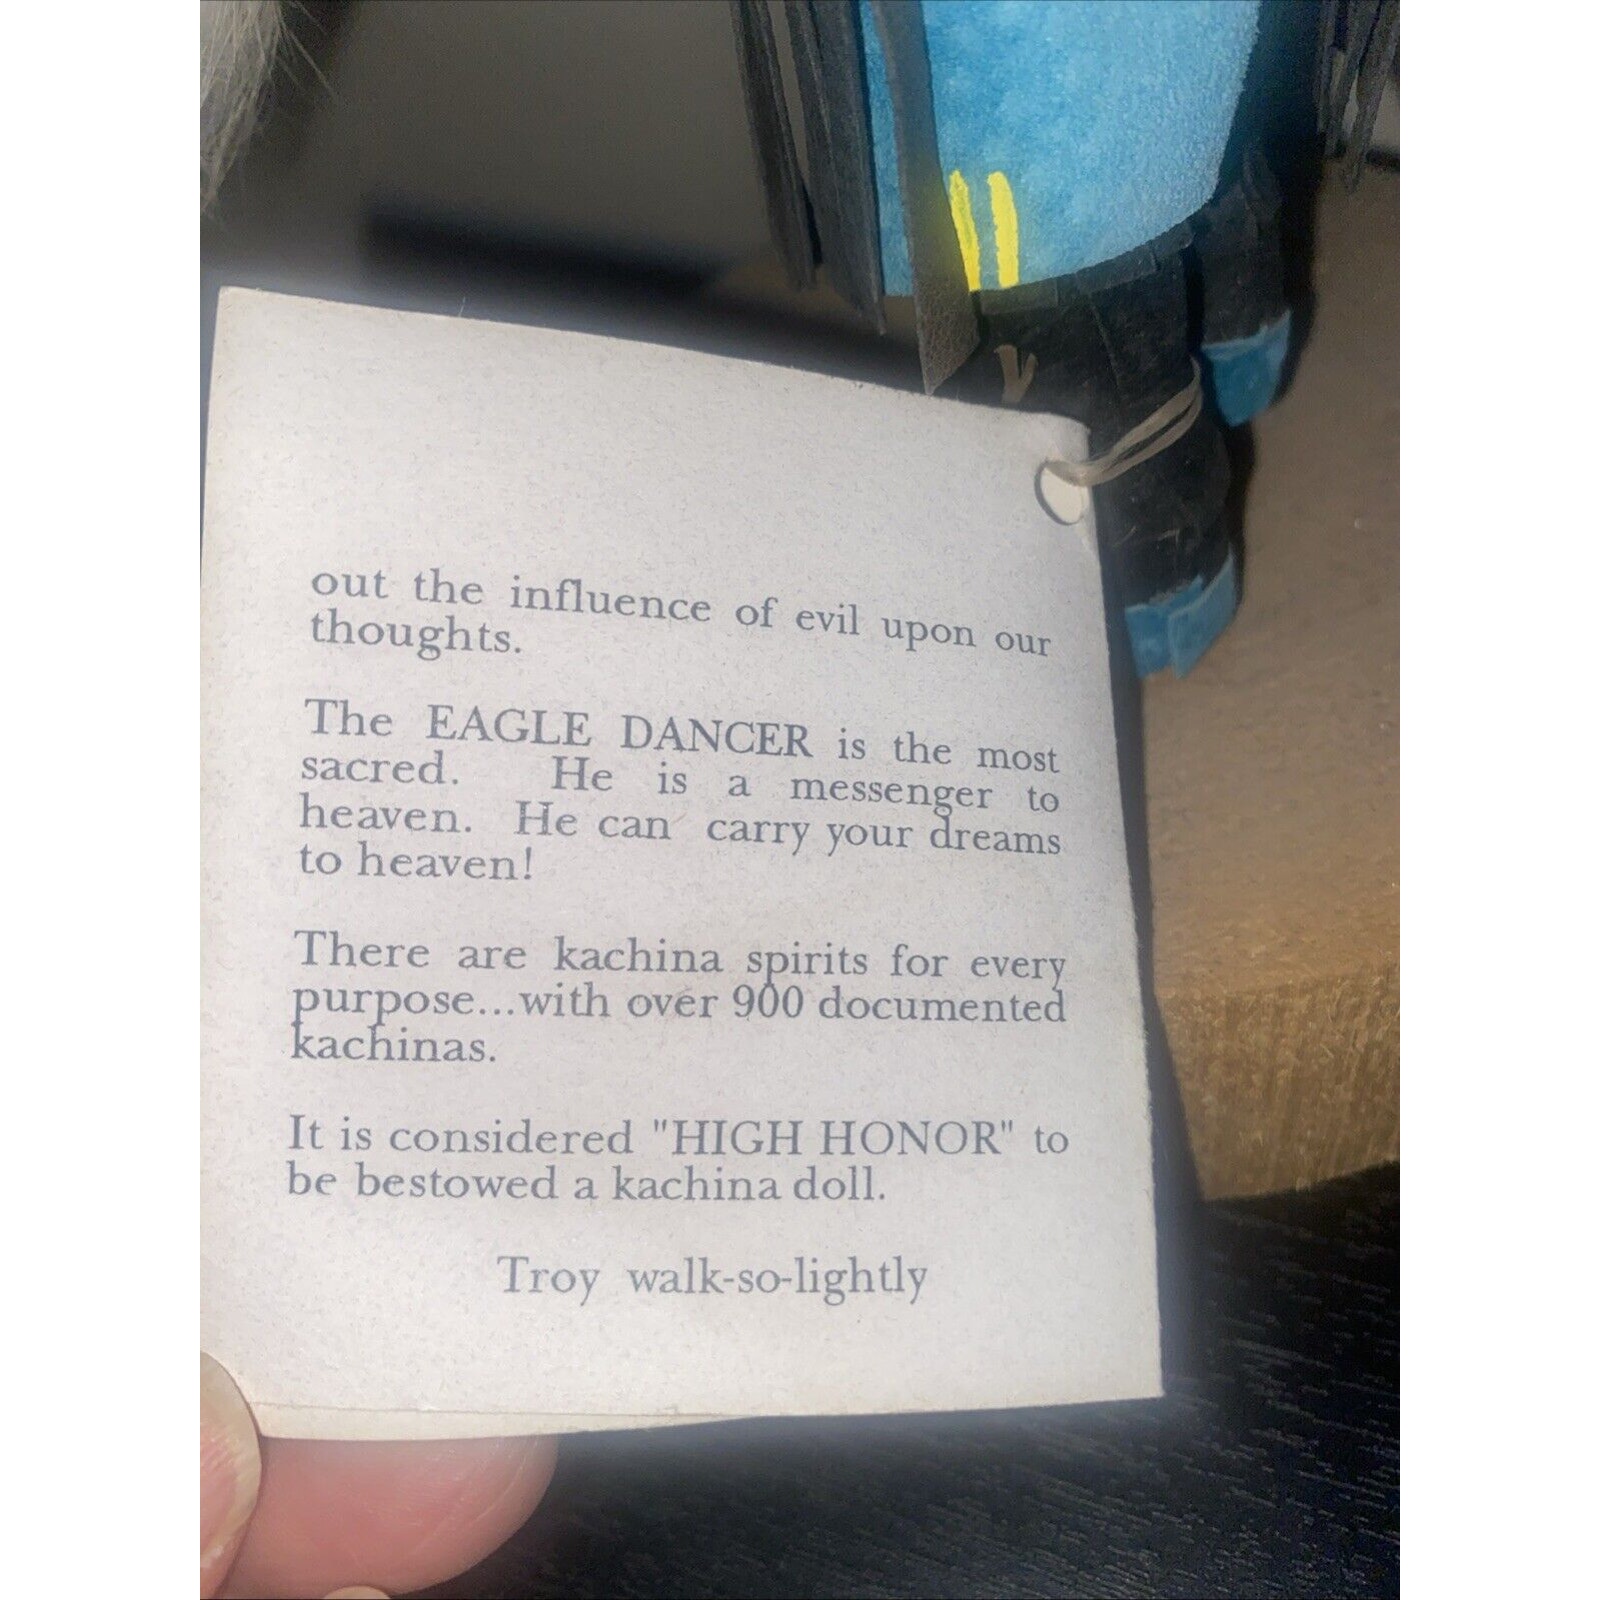 out the influence of evil upon our
thoughts.
The EAGLE DANCER is the most
sacred. He is a messenger to
heaven. He can carry your dreams
to heaven!
There are kachina spirits for every
purpose...with over 900 documented
kachinas.
It is considered "HIGH HONOR" to
be bestowed a kachina doll.
Troy walk-so-lightly